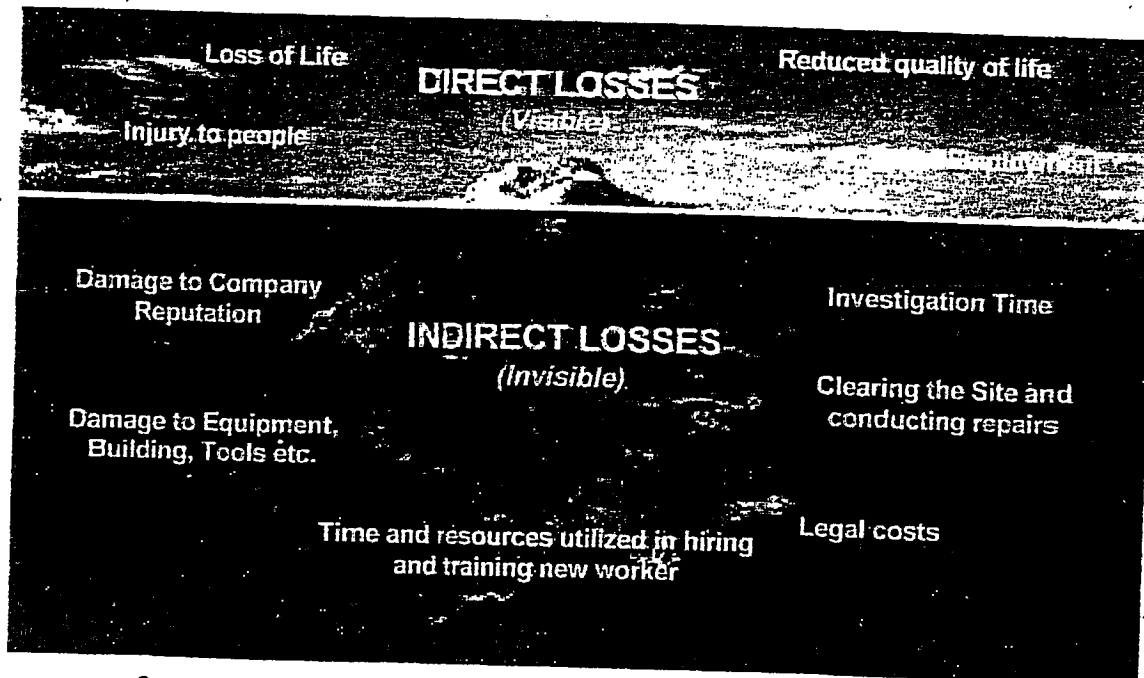 Loss of Life
DIRECT LOSSES
(Visible)
Reduced quality of life
Injury to people
Damage to Company
Reputation
INDIRECT LOSSES
(Invisible)
Investigation Time
Damage to Equipment,
Building, Tools etc.
Clearing the Site and
conducting repairs
Time and resources utilized in hiring
and training new worker
Legal costs